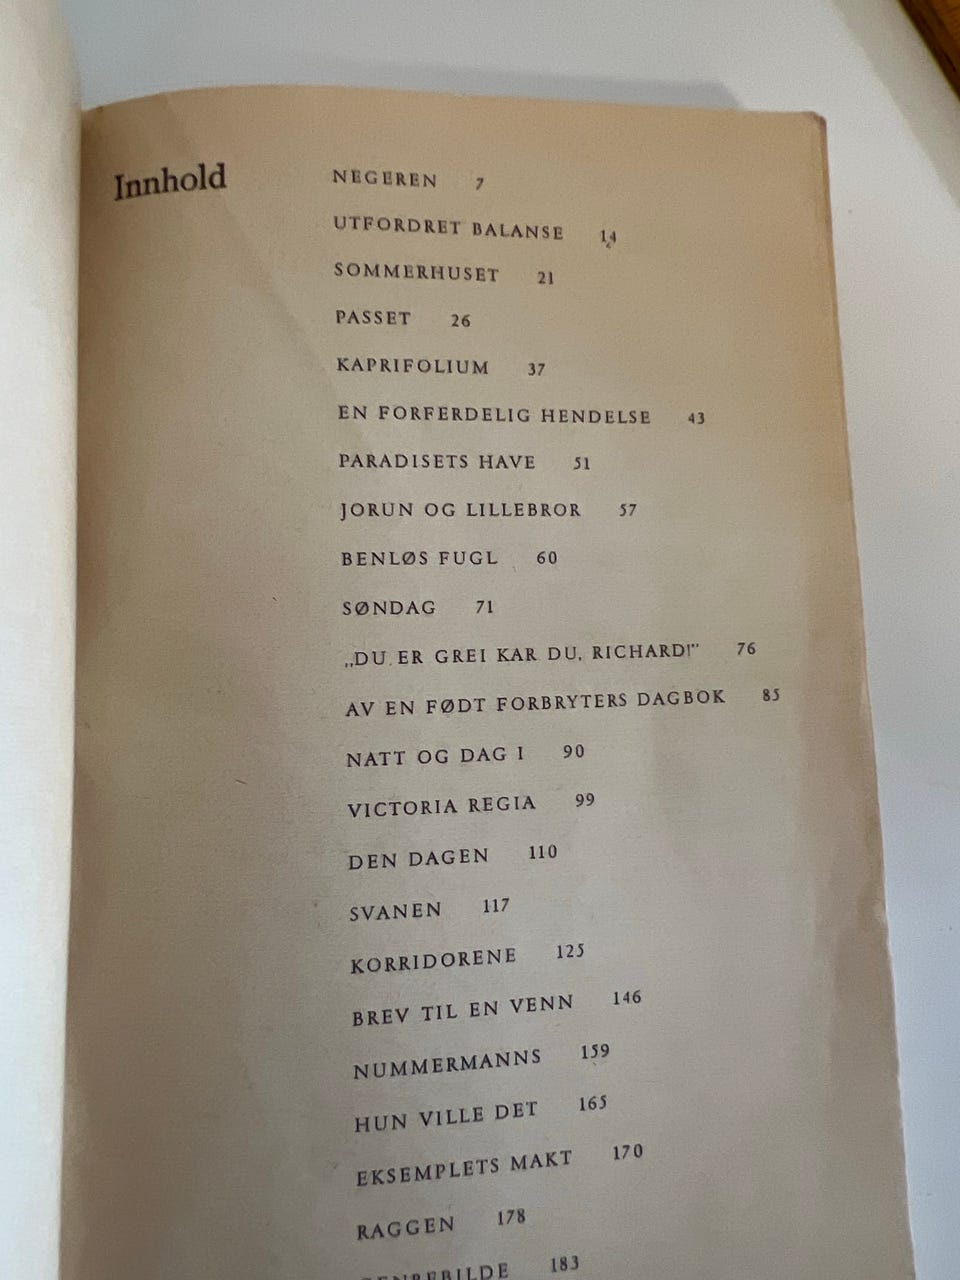 Innhold
NEGEREN 7
UTFORDRET BALANSE 14
SOMMERHUSET 21
PASSET 26
KAPRIFOLIUM 37
EN FORFERDELIG HENDELSE 43
PARADISETS HAVE 51
JORUN OG LILLEBROR 57
BENLØS FUGL 60
SØNDAG 71
„DU ER GREI KAR DU, RICHARD!” 76
AV EN FØDT FORBRYTERS DAGBOK 85
NATT OG DAG I 90
VICTORIA REGIA 99
DEN DAGEN 110
SVANEN 117
KORRIDORENE 125
BREV TIL EN VENN 146
NUMMERMANNS 159
HUN VILLE DET 165
EKSEMPLETS MAKT 170
RAGGEN 178
183